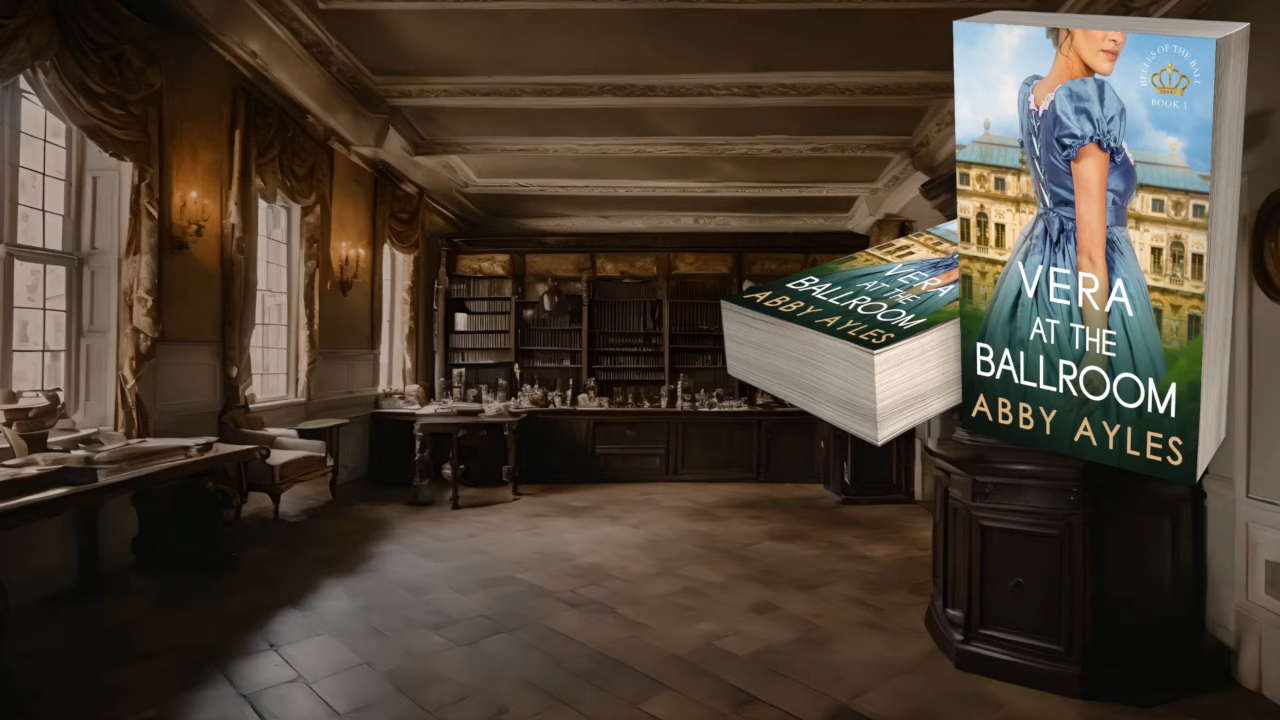 BELLES OF THE BALL
BOOK 1
VERA
AT THE
BALLROOM
ABBY AYLES
VERA
AT THE
BALLROOM
ABBY AYLES